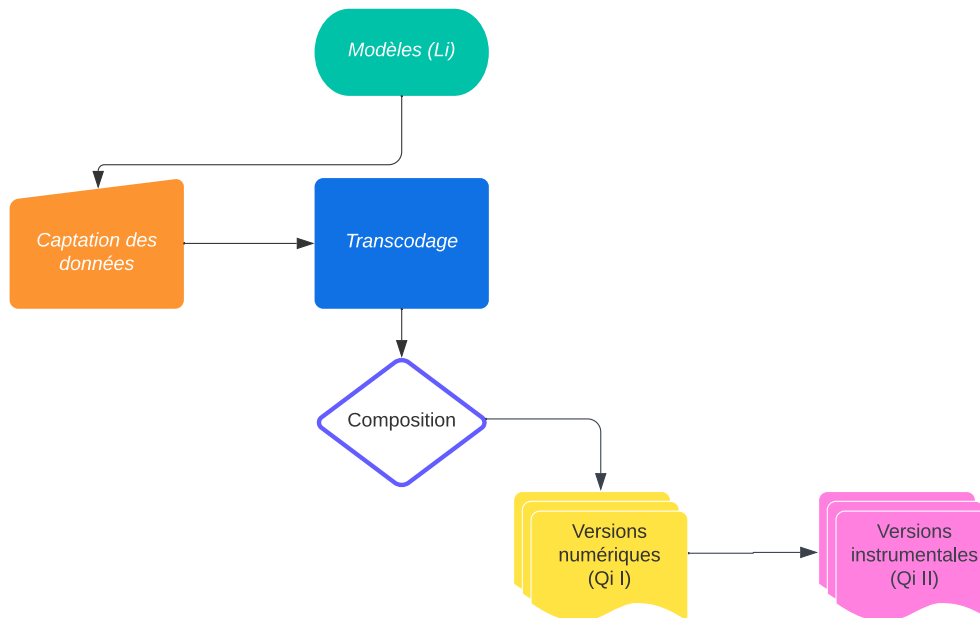 Modèles (Li)
Captation des
données
Transcodage
Composition
Versions
numériques
(Qi I)
Versions
instrumentales
(Qi II)